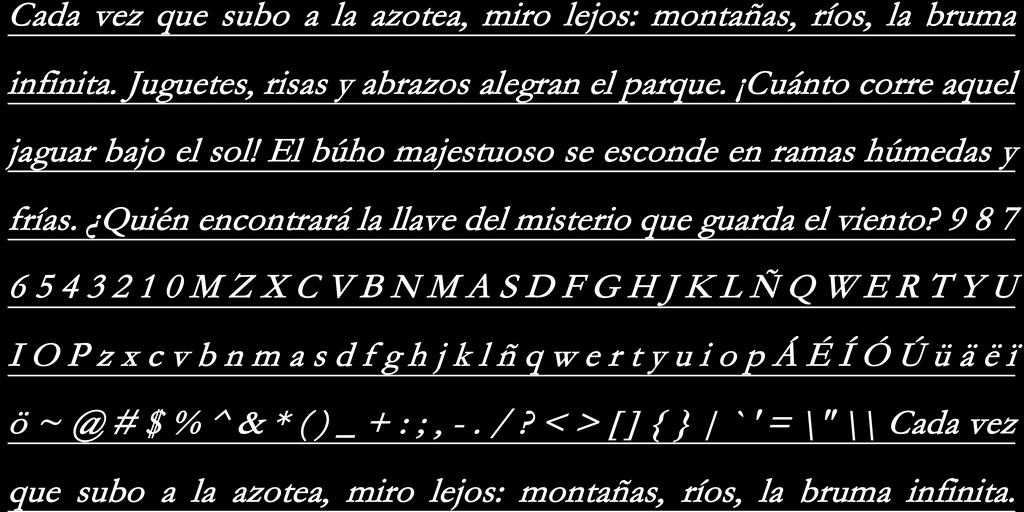 Cada vez que subo a la azotea, miro lejos: montañas, ríos, la bruma
infinita. Juguetes, risas y abrazos alegran el parque. ¡Cuánto corre aquel
jaguar bajo el sol! El búho majestuoso se esconde en ramas húmedas y
frías. ¿Quién encontrará la llave del misterio que guarda el viento? 9 8 7
6 5 4 3 2 1 0 M Z X C V B N M A S D F G H J K L Ñ Q W E R T Y U
I O P z x c v b n m a s d f g h j k l ñ q w e r t y u i o p Á É Í Ó Ú ü ä ë ï
ö ~ @ # $ % ^ & * ( ) _ + : ; , - . / ? < > [ ] { } | ` ' = \ " \ \ Cada vez
que subo a la azotea, miro lejos: montañas, ríos, la bruma infinita.